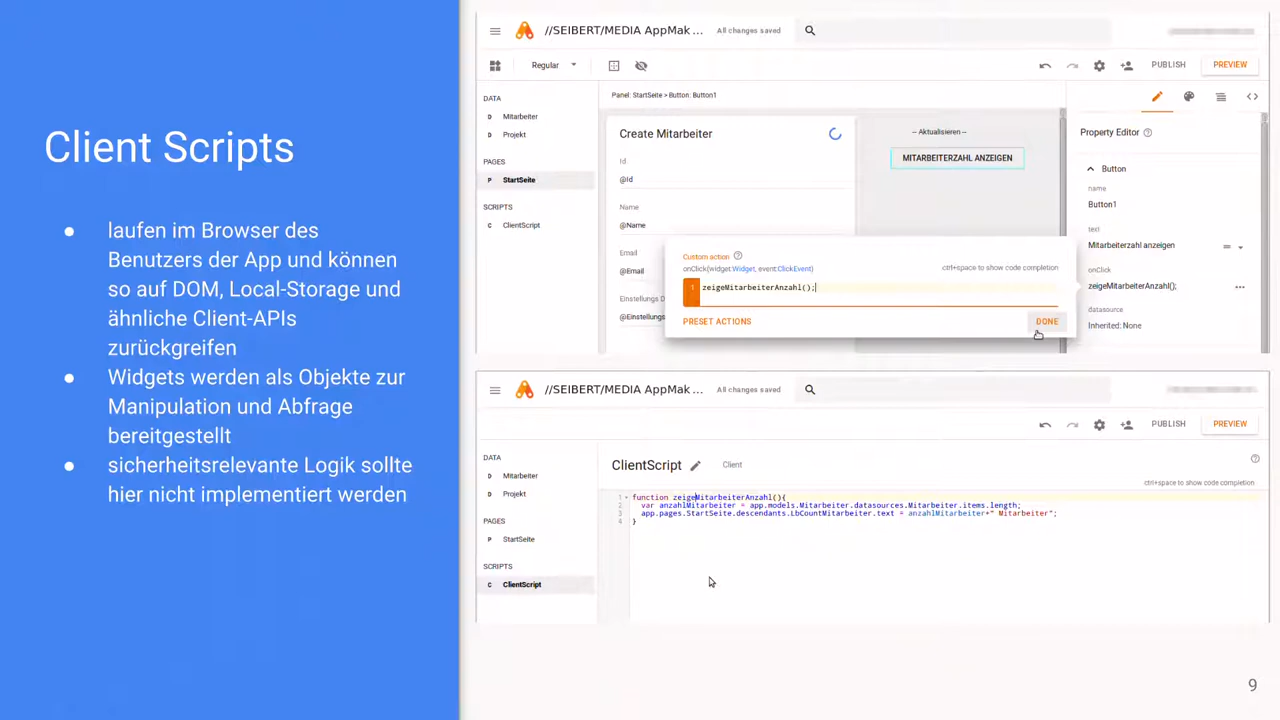 Client Scripts
● laufen im Browser des
Benutzers der App und können
so auf DOM, Local-Storage und
ähnliche Client-APIs
zurückgreifen
● Widgets werden als Objekte zur
Manipulation und Abfrage
bereitgestellt
● sicherheitsrelevante Logik sollte
hier nicht implementiert werden
//SEIBERT/MEDIA AppMak ... All changes saved
Regular PUBLISH PREVIEW
DATA
D Mitarbeiter
D Projekt
PAGES
P StartSeite
SCRIPTS
C ClientScript
Panel: StartSeite > Button: Button1
Create Mitarbeiter
Id
@Id
Name
@Name
Email
@Email
Einstellungs D
@Einstellungs
-- Aktualisieren --
MITARBEITERZAHL ANZEIGEN
Custom action
onClick(widget:Widget, event:ClickEvent)
ctrl+space to show code completion
1 zeigeMitarbeiterAnzahl();
PRESET ACTIONS DONE
Property Editor
Button
name
Button1
text
Mitarbeiterzahl anzeigen
onClick
zeigeMitarbeiterAnzahl(); ...
datasource
Inherited: None
//SEIBERT/MEDIA AppMak ... All changes saved
PUBLISH PREVIEW
DATA
D Mitarbeiter
D Projekt
PAGES
P StartSeite
SCRIPTS
C ClientScript
ClientScript Client
ctrl+space to show code completion
1 function zeigeMitarbeiterAnzahl(){
2 var anzahlMitarbeiter = app.models.Mitarbeiter.datasources.Mitarbeiter.items.length;
3 app.pages.StartSeite.descendants.LbCountMitarbeiter.text = anzahlMitarbeiter+" Mitarbeiter";
4 }
9